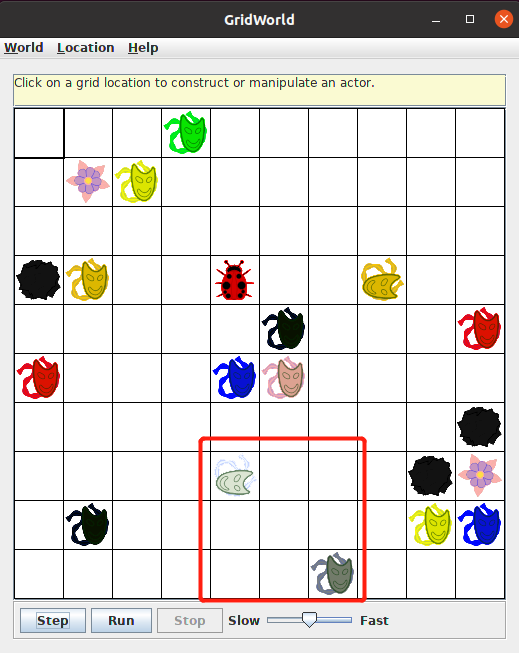 GridWorld
World Location Help
Click on a grid location to construct or manipulate an actor.
Step Run Stop Slow Fast